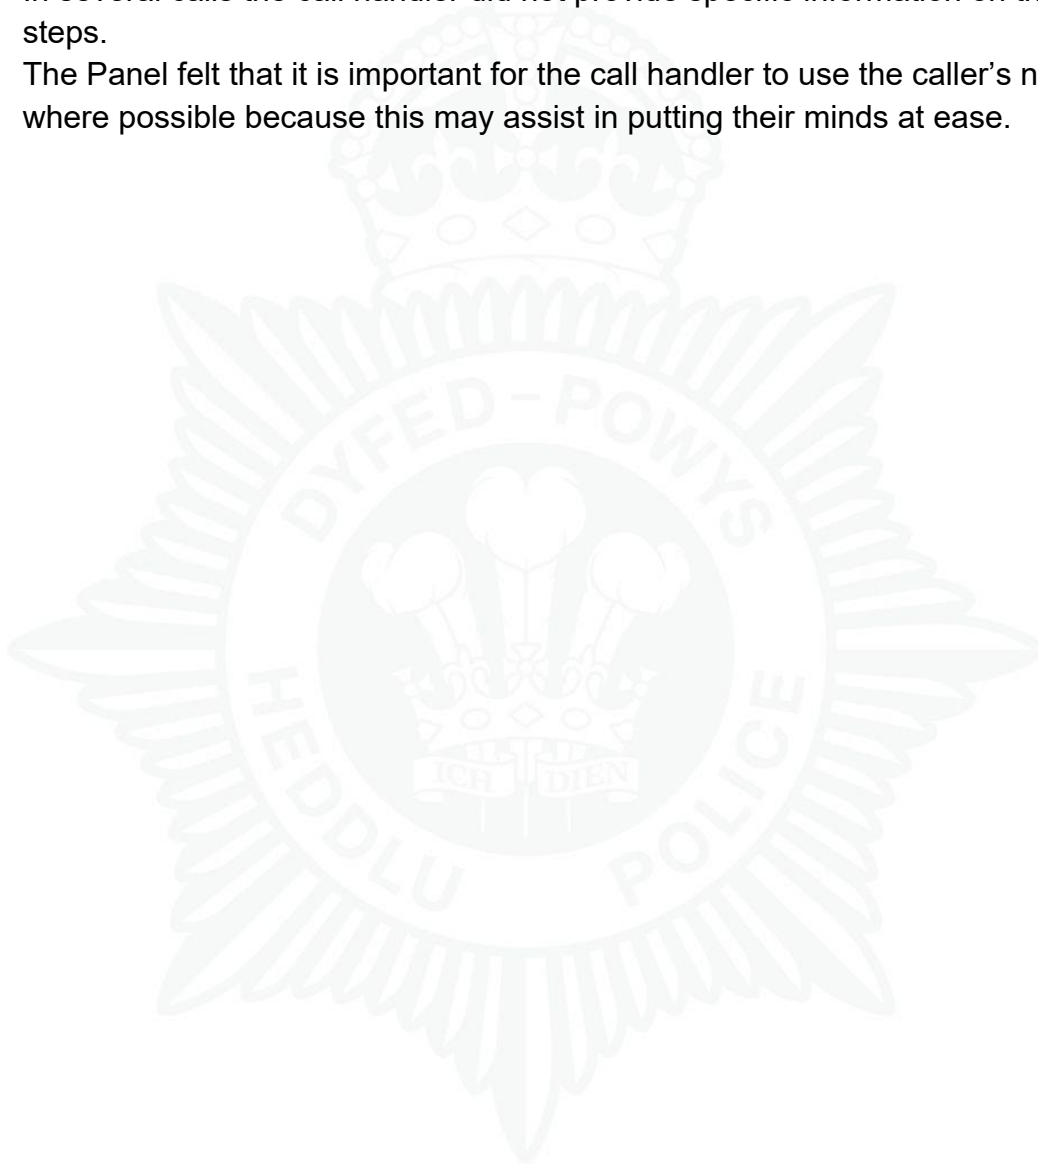 In several calls the call handler did not provide specific information on
steps.
The Panel felt that it is important for the call handler to use the caller’s
where possible because this may assist in putting their minds at ease.
DYFED-POWYS
ICH DIEN
HEDDLU POLICE